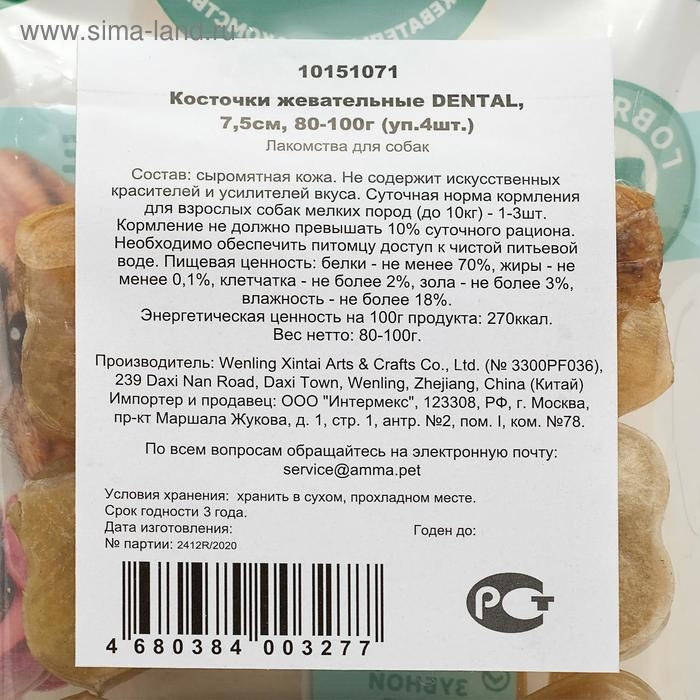 www.sima-land.ru
10151071
Косточки жевательные DENTAL,
7,5см, 80-100г (уп.4шт.)
Лакомства для собак
Состав: сыромятная кожа. Не содержит искусственных
красителей и усилителей вкуса. Суточная норма кормления
для взрослых собак мелких пород (до 10кг) - 1-3шт.
Кормление не должно превышать 10% суточного рациона.
Необходимо обеспечить питомцу доступ к чистой питьевой
воде. Пищевая ценность: белки - не менее 70%, жиры - не
менее 0,1%, клетчатка - не более 2%, зола - не более 3%,
влажность - не более 18%.
Энергетическая ценность на 100г продукта: 270ккал.
Вес нетто: 80-100г.
Производитель: Wenling Xintai Arts & Crafts Co., Ltd. (№ 3300PF036),
239 Daxi Nan Road, Daxi Town, Wenling, Zhejiang, China (Китай)
Импортер и продавец: ООО "Интермекс", 123308, РФ, г. Москва,
пр-кт Маршала Жукова, д. 1, стр. 1, антр. №2, пом. I, ком. №78.
По всем вопросам обращайтесь на электронную почту:
service@amma.pet
Условия хранения: хранить в сухом, прохладном месте.
Срок годности 3 года.
Дата изготовления: Годен до:
№ партии: 2412R/2020
4 680384 003277
РСТ
ЗУБНОЙ